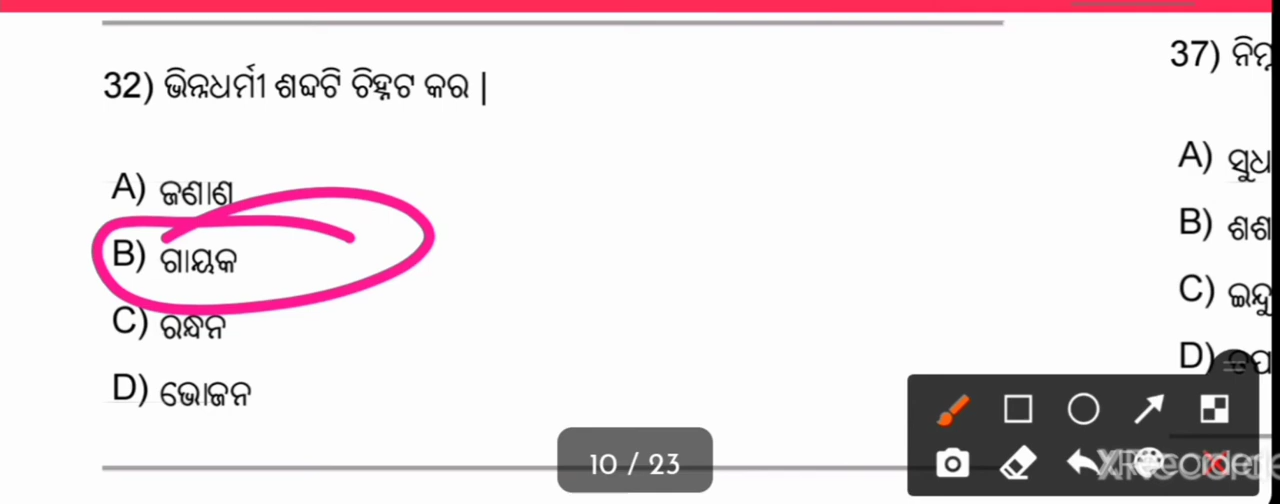 32) ଭିନ୍ନଧର୍ମୀ ଶବ୍ଦଟି ଚିହ୍ନଟ କର |
A) ଜଣାଣ
B) ଗାୟକ
C) ରନ୍ଧନ
D) ଭୋଜନ
37)
A)
B)
C)
D)
10 / 23